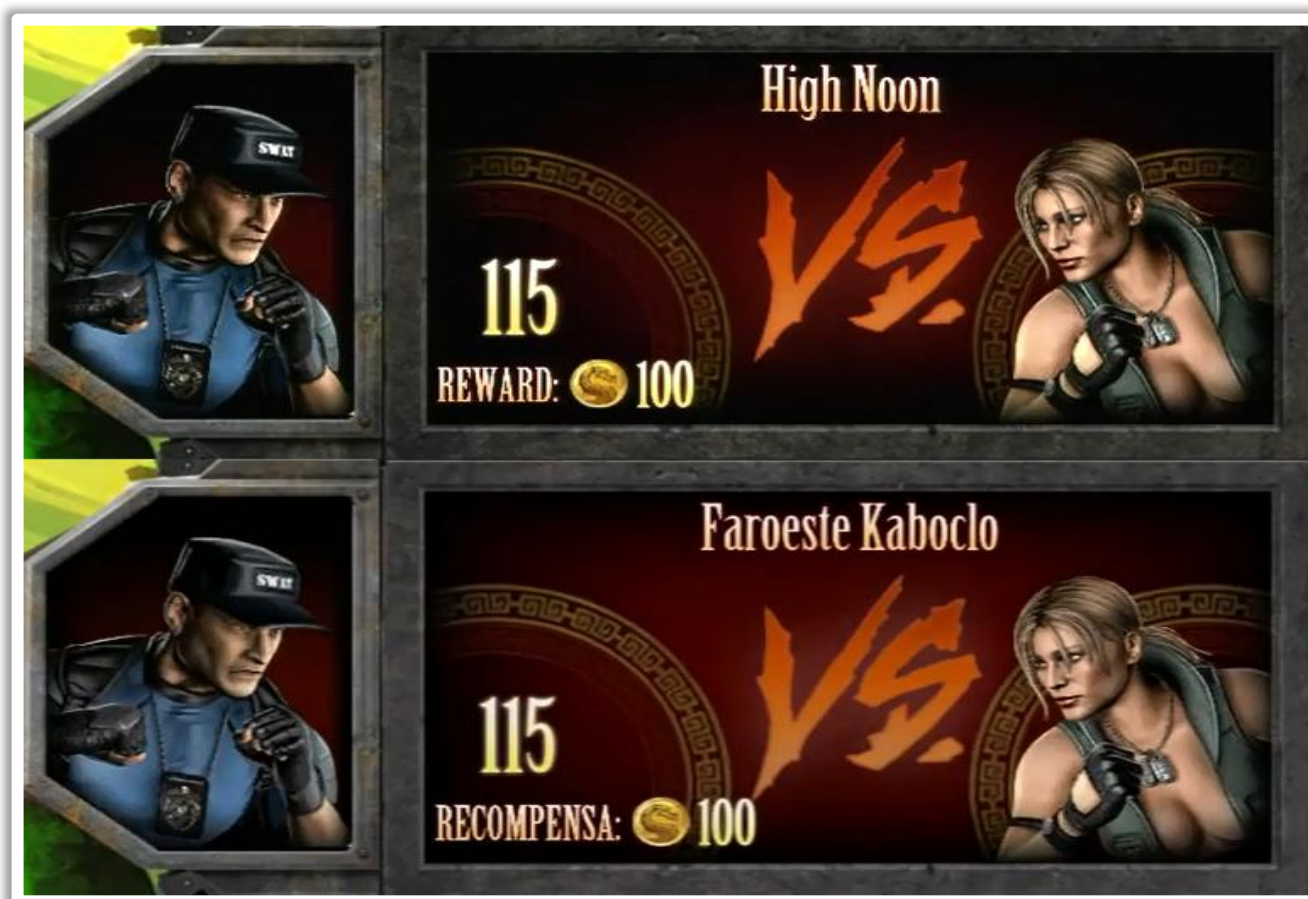 SWAT
High Noon
VS.
115
REWARD: 100
SWAT
Faroeste Kaboclo
VS.
115
RECOMPENSA: 100